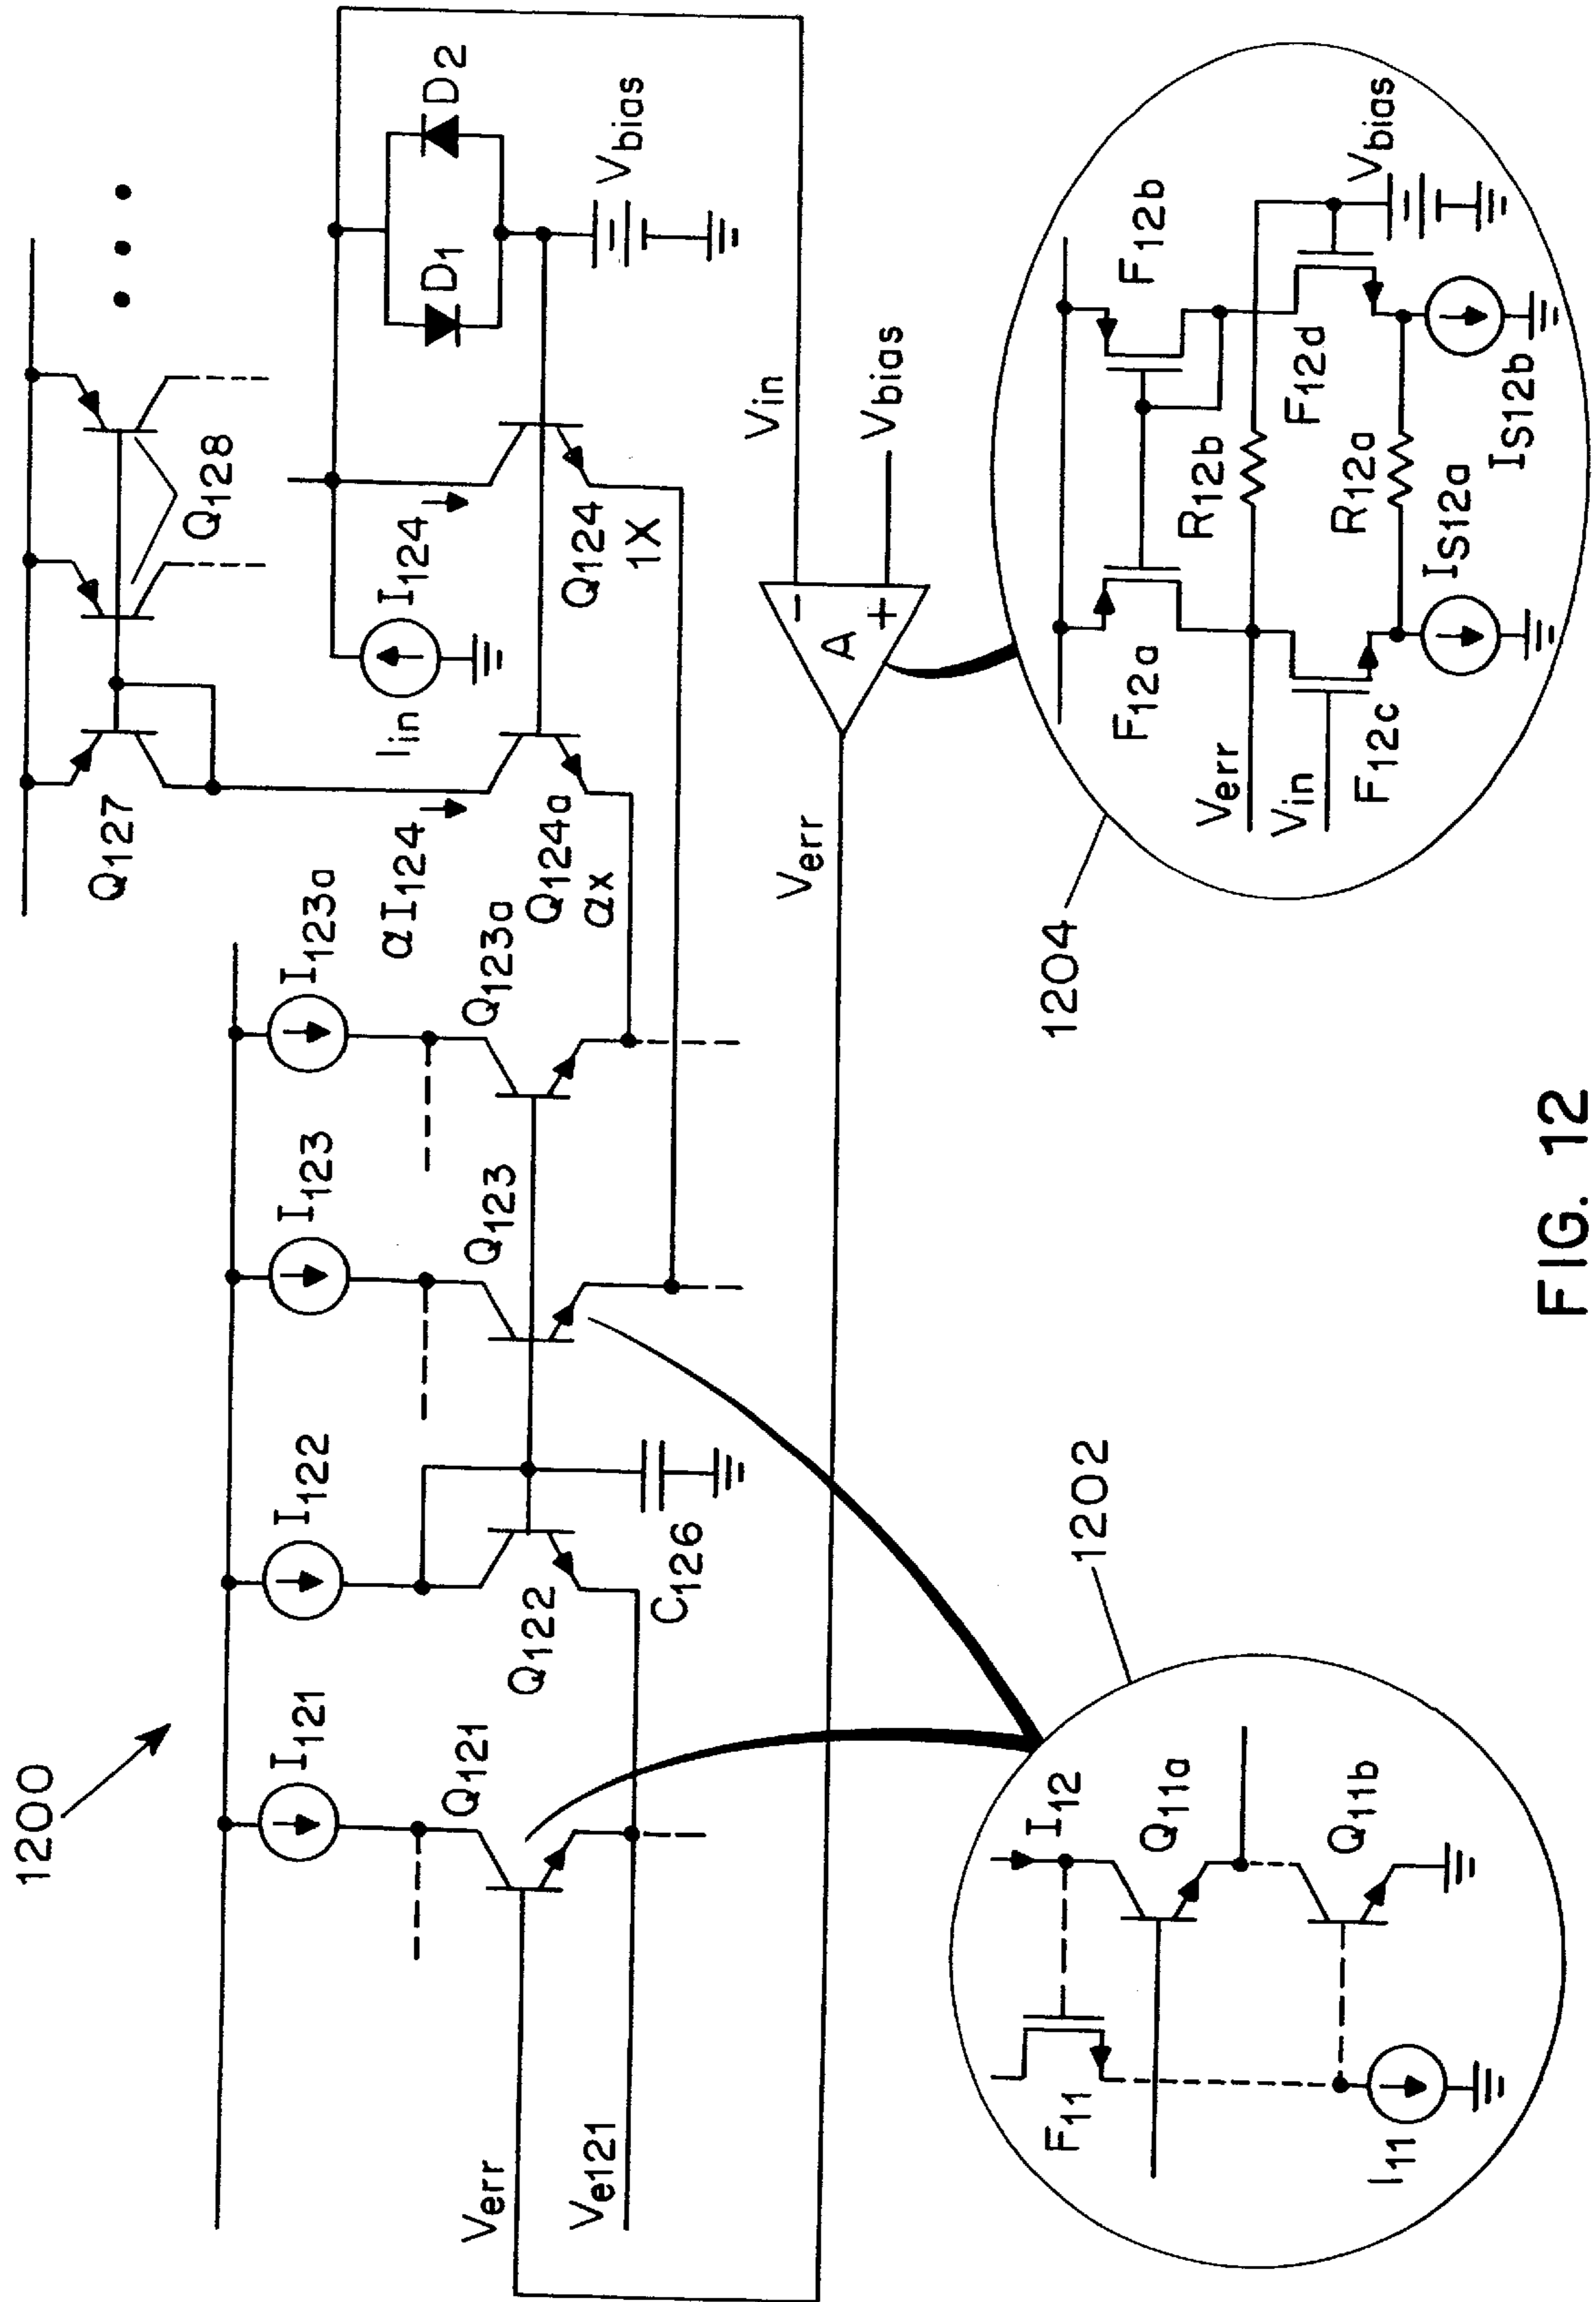 1200
I121
I122
I123
I123a
Q121
Q122
Q123
Q123a
C126
Verr
Ve121
Q127
Q128
αI124
Iin
I124
D1
D2
Vbias
Q124a
αx
Q124
1X
Vin
Vbias
A
−
+
Verr
1202
I12
F11
Q11a
Q11b
I11
1204
F12a
F12b
Verr
Vin
R12b
Vbias
F12c
F12d
R12a
IS12a
IS12b
FIG. 12